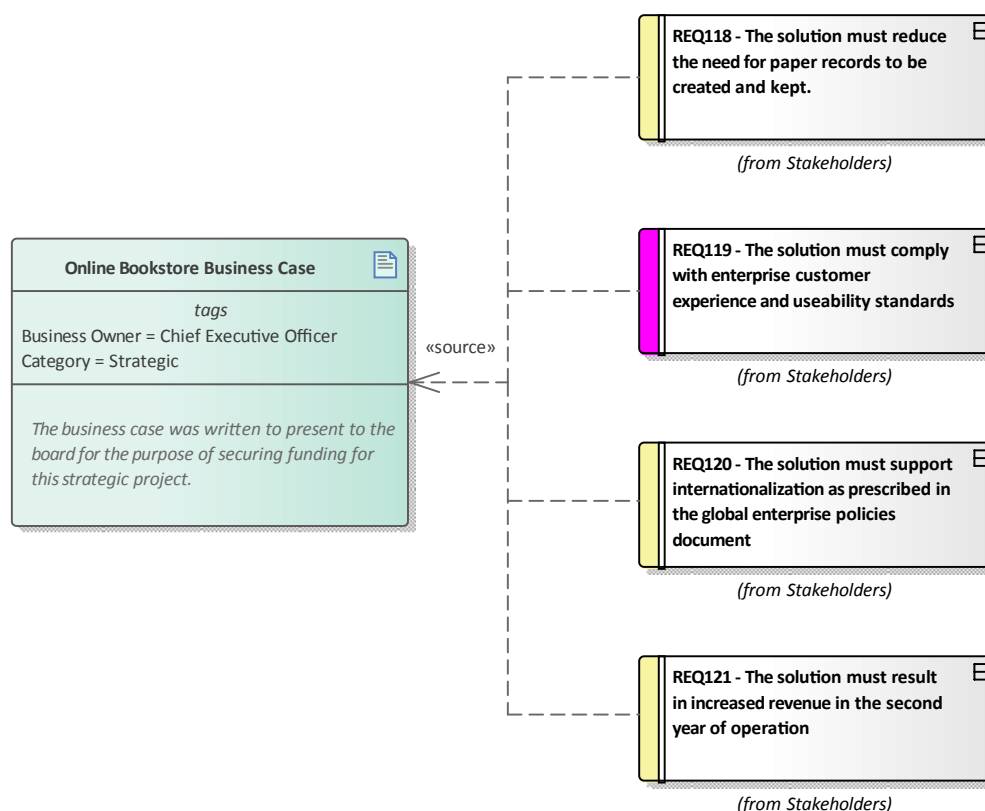 REQ118 - The solution must reduce
the need for paper records to be
created and kept.
(from Stakeholders)
REQ119 - The solution must comply
with enterprise customer
experience and useability standards
(from Stakeholders)
Online Bookstore Business Case
tags
Business Owner = Chief Executive Officer
Category = Strategic
The business case was written to present to the
board for the purpose of securing funding for
this strategic project.
«source»
REQ120 - The solution must support
internationalization as prescribed in
the global enterprise policies
document
(from Stakeholders)
REQ121 - The solution must result
in increased revenue in the second
year of operation
(from Stakeholders)